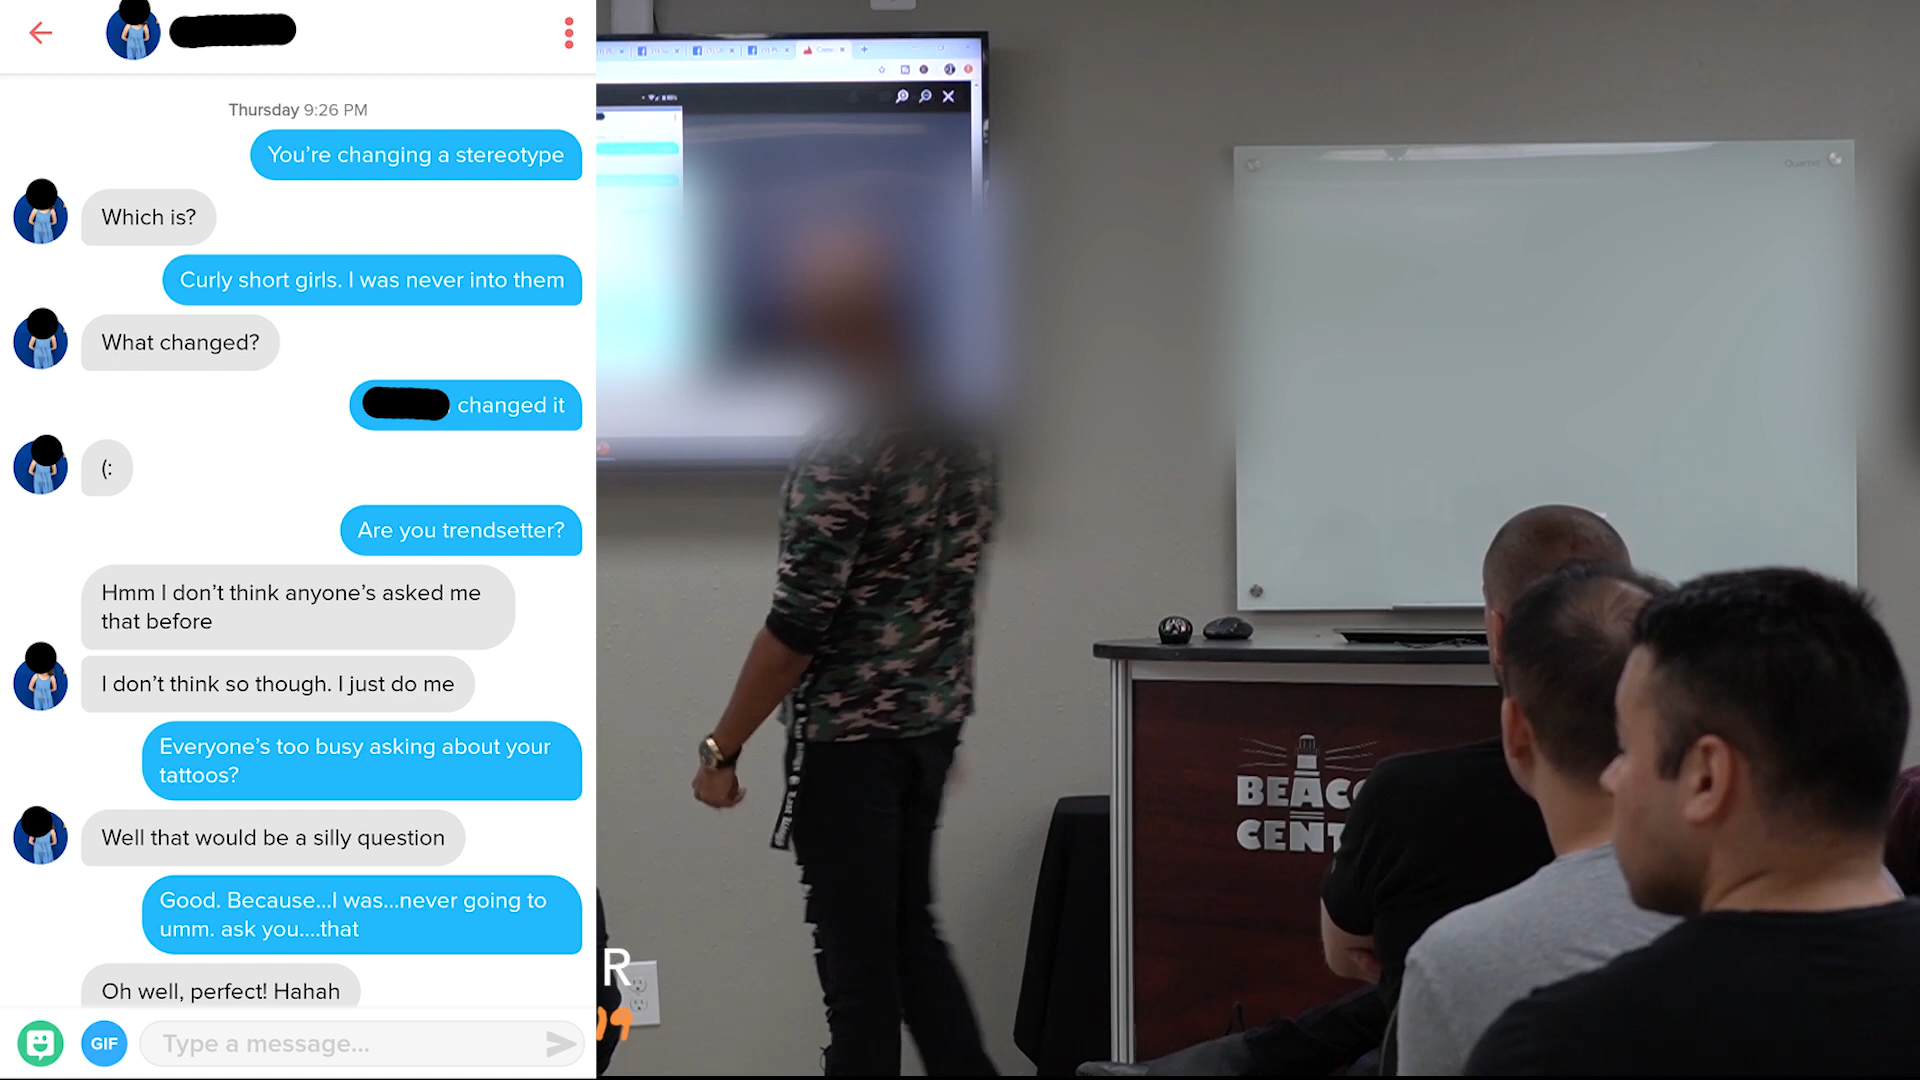 Thursday 9:26 PM
You're changing a stereotype
Which is?
Curly short girls. I was never into them
What changed?
changed it
(:
Are you trendsetter?
Hmm I don't think anyone's asked me
that before
I don't think so though. I just do me
Everyone's too busy asking about your
tattoos?
Well that would be a silly question
Good. Because...I was...never going to
umm. ask you....that
Oh well, perfect! Hahah
GIF
Type a message...
Quartet
BEAC
CENT
R